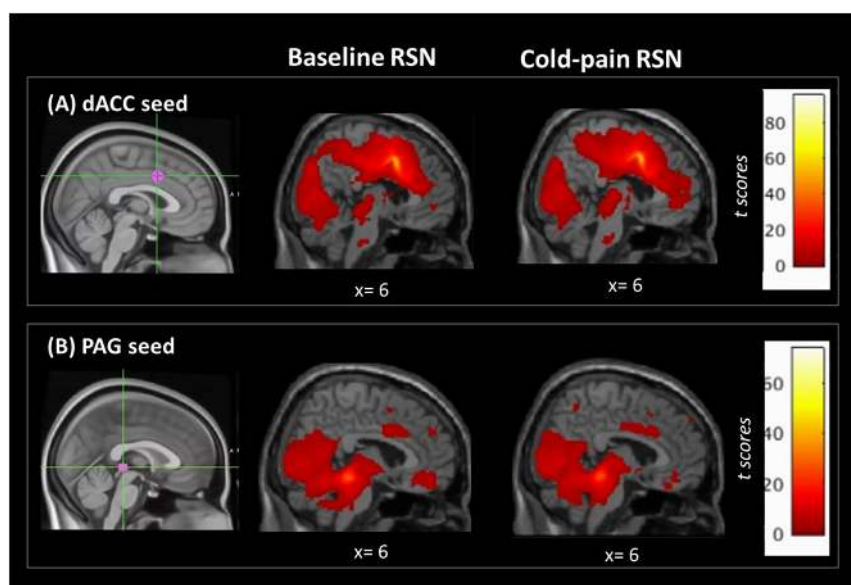 Baseline RSN
Cold-pain RSN
(A) dACC seed
x= 6
x= 6
80
60
40
20
0
t scores
(B) PAG seed
x= 6
x= 6
60
40
20
0
t scores